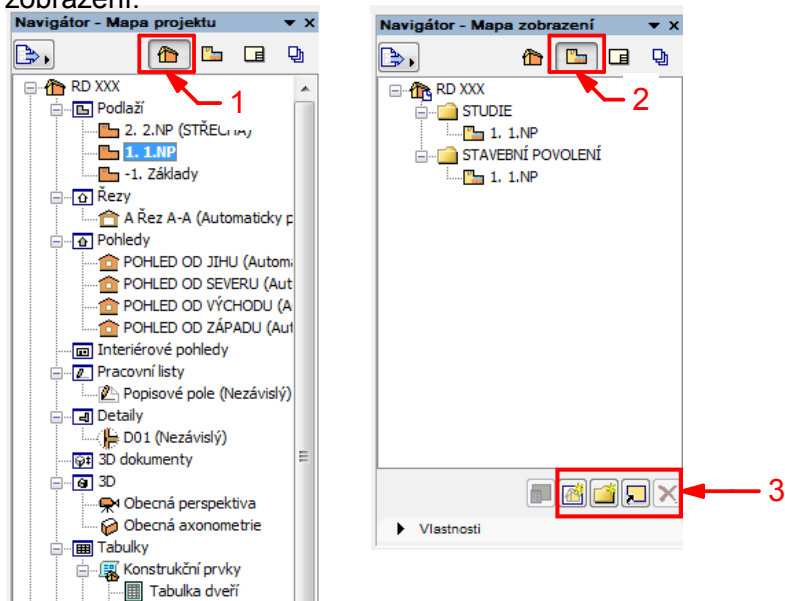 zobrazení:
Navigátor - Mapa projektu
1
RD XXX
Podlaží
2. 2.NP (STŘECHA)
1. 1.NP
-1. Základy
Řezy
A Řez A-A (Automaticky p
Pohledy
POHLED OD JIHU (Automa
POHLED OD SEVERU (Aut
POHLED OD VÝCHODU (A
POHLED OD ZÁPADU (Aut
Interiérové pohledy
Pracovní listy
Popisové pole (Nezávislý)
Detaily
D01 (Nezávislý)
3D dokumenty
3D
Obecná perspektiva
Obecná axonometrie
Tabulky
Konstrukční prvky
Tabulka dveří
Navigátor - Mapa zobrazení
2
RD XXX
STUDIE
1. 1.NP
STAVEBNÍ POVOLENÍ
1. 1.NP
3
Vlastnosti